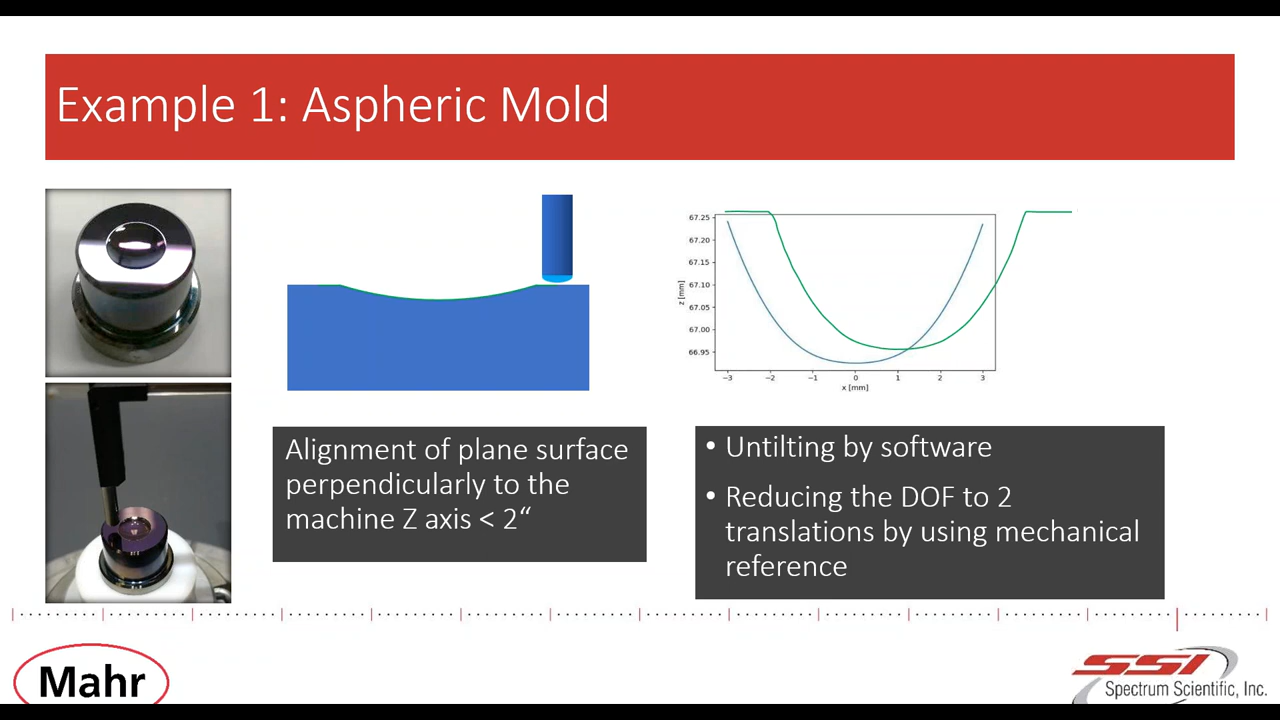 Example 1: Aspheric Mold
67.25
67.20
67.15
67.10
67.05
67.00
66.95
z [mm]
−3
−2
−1
0
1
2
3
x [mm]
Alignment of plane surface
perpendicularly to the
machine Z axis < 2“
• Untilting by software
• Reducing the DOF to 2
translations by using mechanical
reference
Mahr
SSI
Spectrum Scientific, Inc.